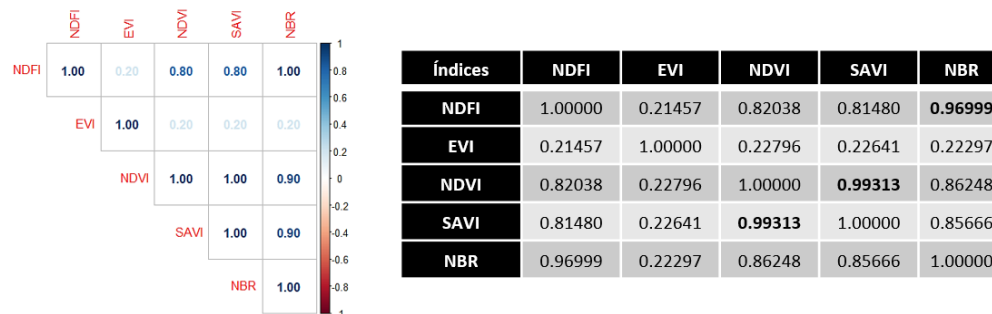 NDFI EVI NDVI SAVI NBR
NDFI 1.00 0.20 0.80 0.80 1.00
EVI 1.00 0.20 0.20 0.20
NDVI 1.00 1.00 0.90
SAVI 1.00 0.90
NBR 1.00
1
0.8
0.6
0.4
0.2
0
-0.2
-0.4
-0.6
-0.8
-1
Índices NDFI EVI NDVI SAVI NBR
NDFI 1.00000 0.21457 0.82038 0.81480 0.96999
EVI 0.21457 1.00000 0.22796 0.22641 0.22297
NDVI 0.82038 0.22796 1.00000 0.99313 0.86248
SAVI 0.81480 0.22641 0.99313 1.00000 0.85666
NBR 0.96999 0.22297 0.86248 0.85666 1.00000